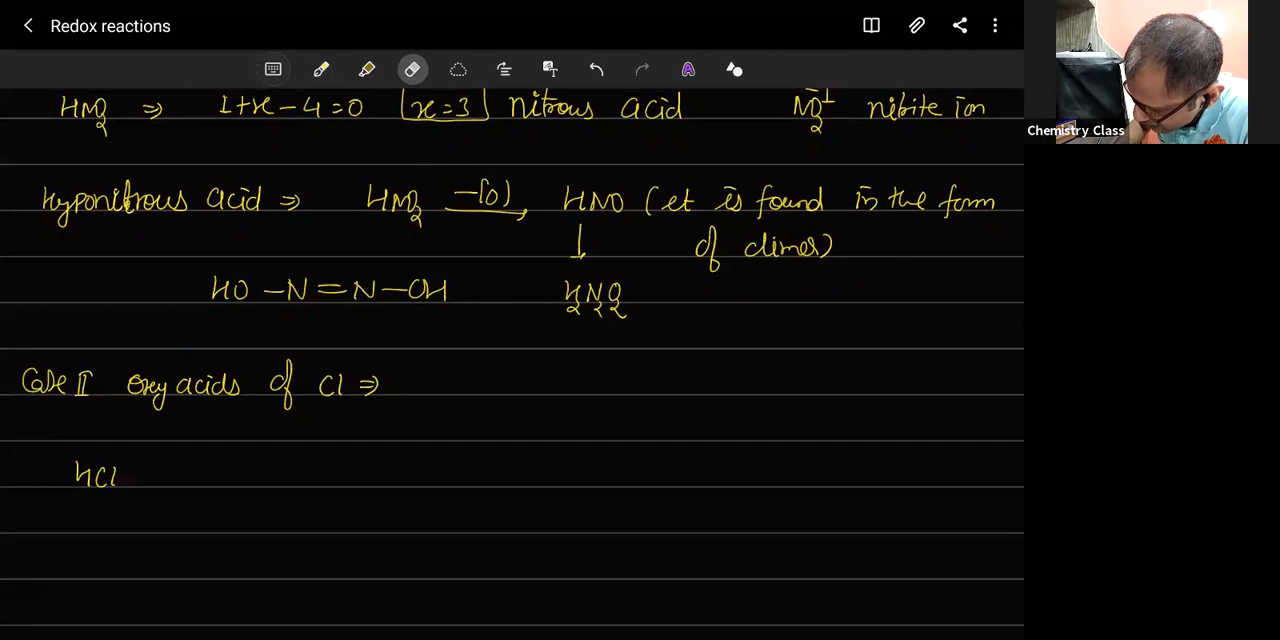 Redox reactions
HNO2 ⇒ 1+x-4=0 x=3 nitrous acid NO2^-1 nitrite ion
Chemistry Class
Hyponitrous acid ⇒ HNO2 -[O]→ HNO (et is found in the form
of dimer)
HO-N=N-OH H2N2O2
Case II oxy acids of Cl ⇒
HCl